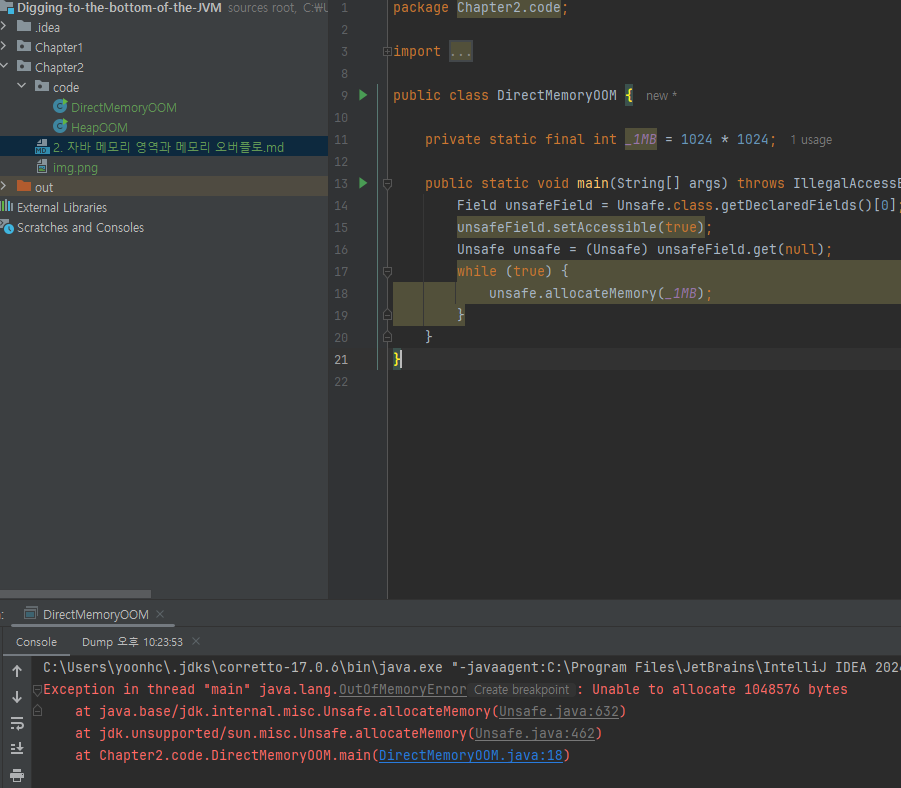 Digging-to-the-bottom-of-the-JVM sources root, C:₩U
.idea
Chapter1
Chapter2
code
DirectMemoryOOM
HeapOOM
2. 자바 메모리 영역과 메모리 오버플로.md
img.png
out
External Libraries
Scratches and Consoles
1 package Chapter2.code;
2
3 import ...
8
9 public class DirectMemoryOOM { new *
10
11 private static final int _1MB = 1024 * 1024; 1 usage
12
13 public static void main(String[] args) throws IllegalAccessE
14 Field unsafeField = Unsafe.class.getDeclaredFields()[0];
15 unsafeField.setAccessible(true);
16 Unsafe unsafe = (Unsafe) unsafeField.get(null);
17 while (true) {
18 unsafe.allocateMemory(_1MB);
19 }
20 }
21 }
22
DirectMemoryOOM
Console Dump 오후 10:23:53
C:\Users\yoonhc\.jdks\corretto-17.0.6\bin\java.exe "-javaagent:C:\Program Files\JetBrains\IntelliJ IDEA 202
Exception in thread "main" java.lang.OutOfMemoryError Create breakpoint : Unable to allocate 1048576 bytes
at java.base/jdk.internal.misc.Unsafe.allocateMemory(Unsafe.java:632)
at jdk.unsupported/sun.misc.Unsafe.allocateMemory(Unsafe.java:462)
at Chapter2.code.DirectMemoryOOM.main(DirectMemoryOOM.java:18)